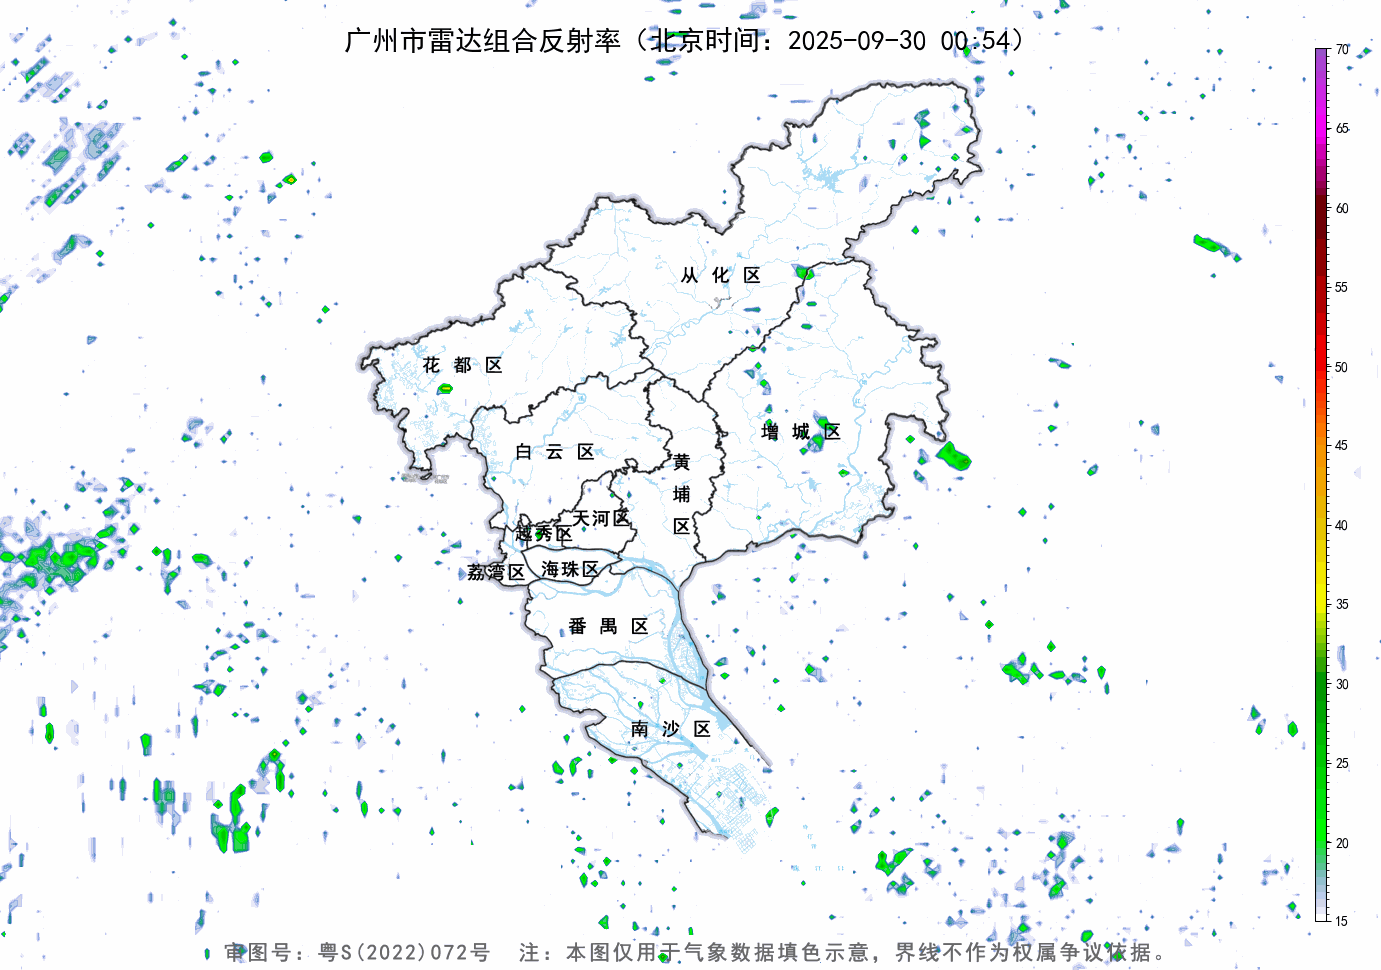 广州市雷达组合反射率（北京时间：2025-09-30 00:54）
70
65
60
55
50
45
40
35
30
25
20
15
从化区
花都区
增城区
白云区
黄埔区
天河区
越秀区
海珠区
荔湾区
番禺区
南沙区
审图号：粤S(2022)072号 注：本图仅用于气象数据填色示意，界线不作为权属争议依据。